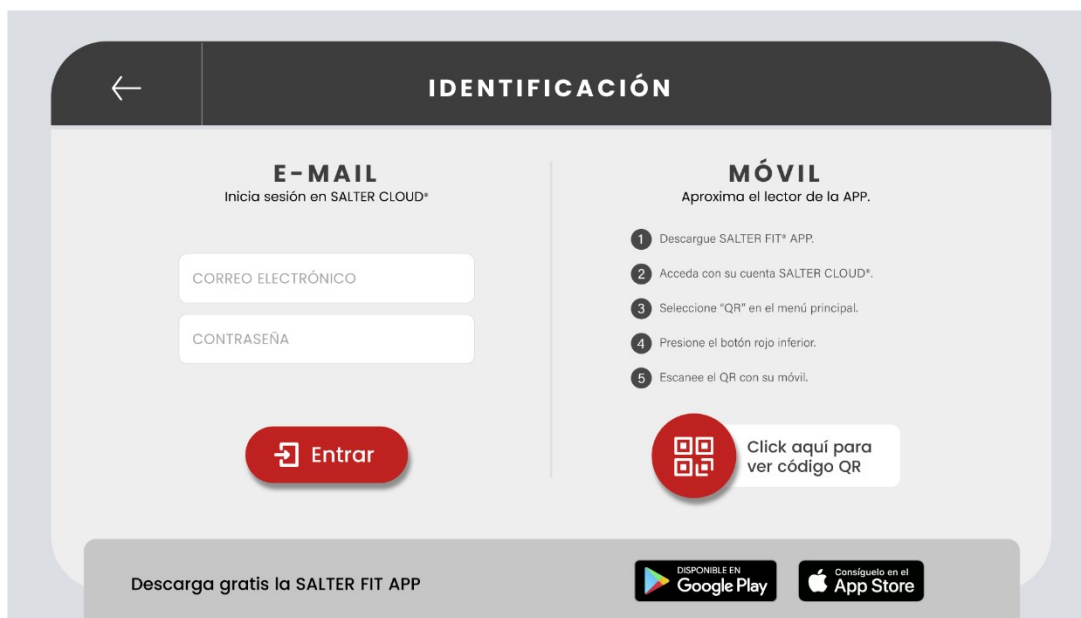 IDENTIFICACIÓN
E-MAIL
Inicia sesión en SALTER CLOUD®
CORREO ELECTRÓNICO
CONTRASEÑA
Entrar
MÓVIL
Aproxima el lector de la APP.
1 Descargue SALTER FIT® APP.
2 Acceda con su cuenta SALTER CLOUD®.
3 Seleccione "QR" en el menú principal.
4 Presione el botón rojo inferior.
5 Escanee el QR con su móvil.
Click aquí para
ver código QR
Descarga gratis la SALTER FIT APP
DISPONIBLE EN
Google Play
Consíguelo en el
App Store